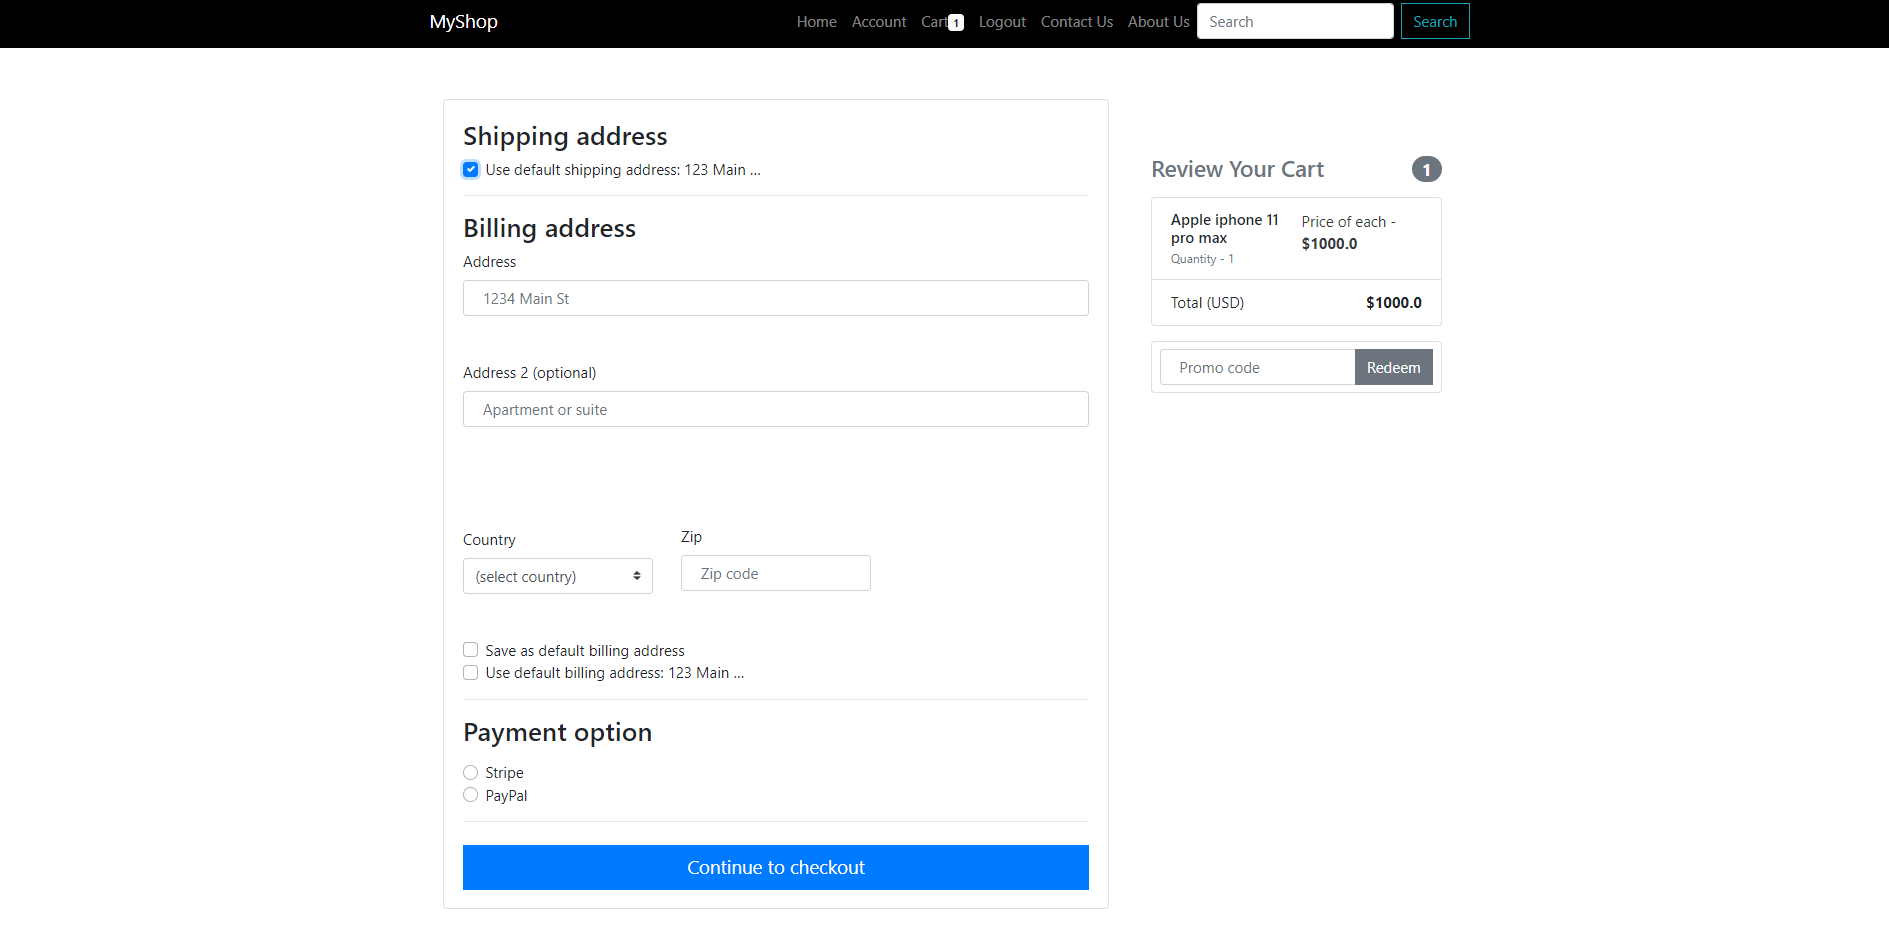 MyShop
Home Account Cart 1 Logout Contact Us About Us Search Search
Shipping address
Use default shipping address: 123 Main ...
Billing address
Address
1234 Main St
Address 2 (optional)
Apartment or suite
Country Zip
(select country) Zip code
Save as default billing address
Use default billing address: 123 Main ...
Payment option
Stripe
PayPal
Continue to checkout
Review Your Cart 1
Apple iphone 11
pro max
Quantity - 1
Price of each -
$1000.0
Total (USD) $1000.0
Promo code Redeem